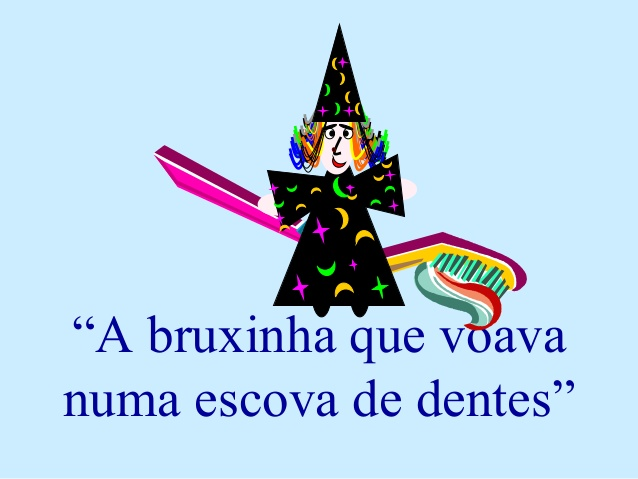 “A bruxinha que voava
numa escova de dentes”